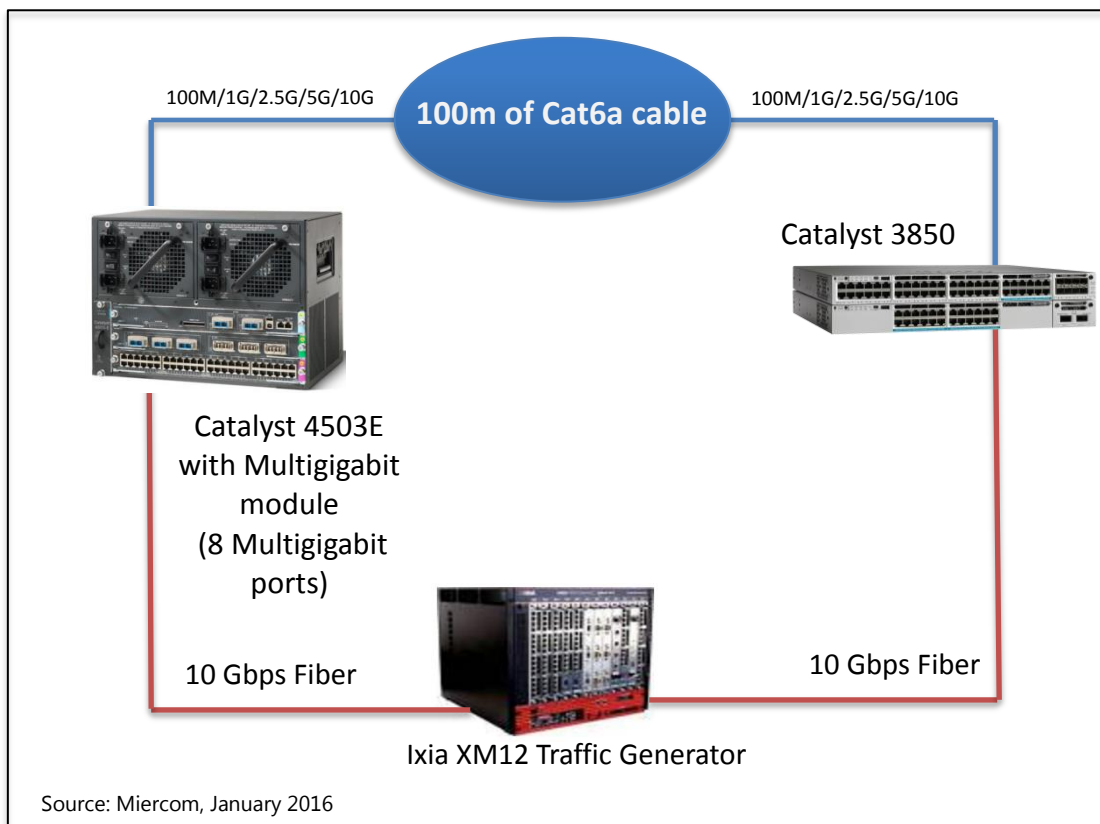 100M/1G/2.5G/5G/10G
100m of Cat6a cable
100M/1G/2.5G/5G/10G
Catalyst 3850
Catalyst 4503E
with Multigigabit
module
(8 Multigigabit
ports)
10 Gbps Fiber
10 Gbps Fiber
Ixia XM12 Traffic Generator
Source: Miercom, January 2016